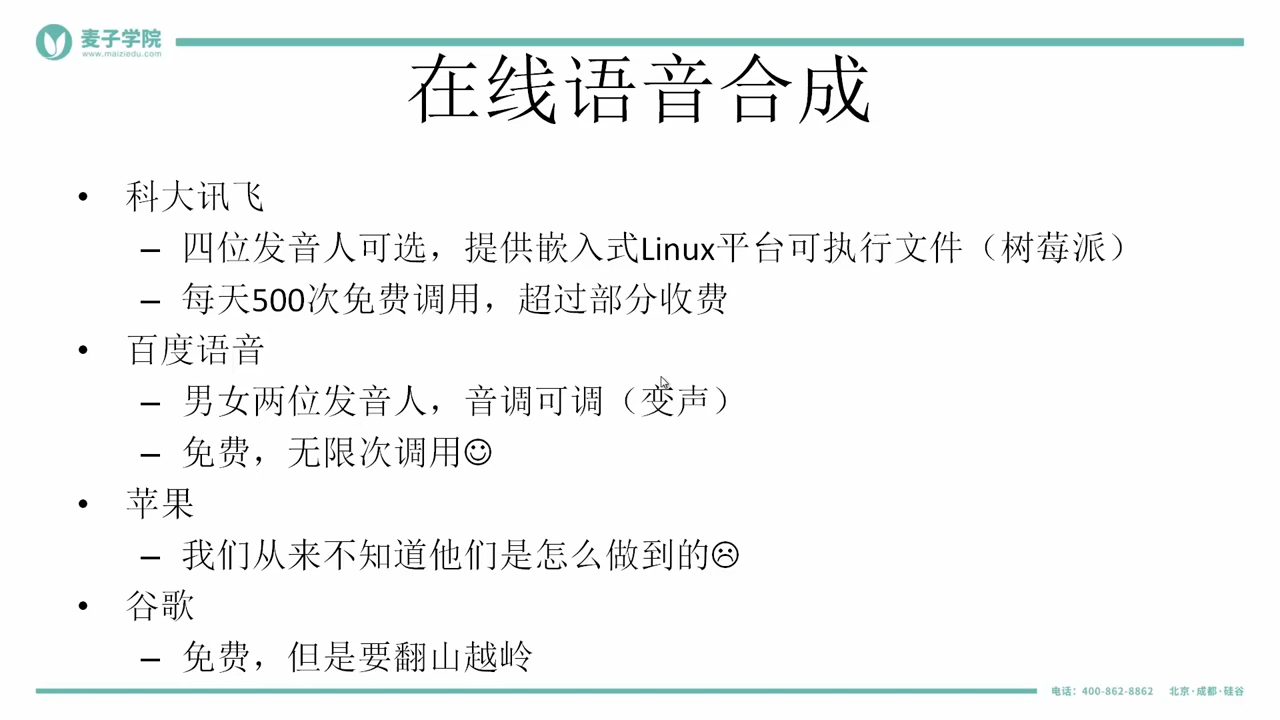 麦子学院
www.maiziedu.com
在线语音合成
• 科大讯飞
– 四位发音人可选，提供嵌入式Linux平台可执行文件（树莓派）
– 每天500次免费调用，超过部分收费
• 百度语音
– 男女两位发音人，音调可调（变声）
– 免费，无限次调用☺
• 苹果
– 我们从来不知道他们是怎么做到的☹
• 谷歌
– 免费，但是要翻山越岭
电话：400-862-8862 北京·成都·硅谷